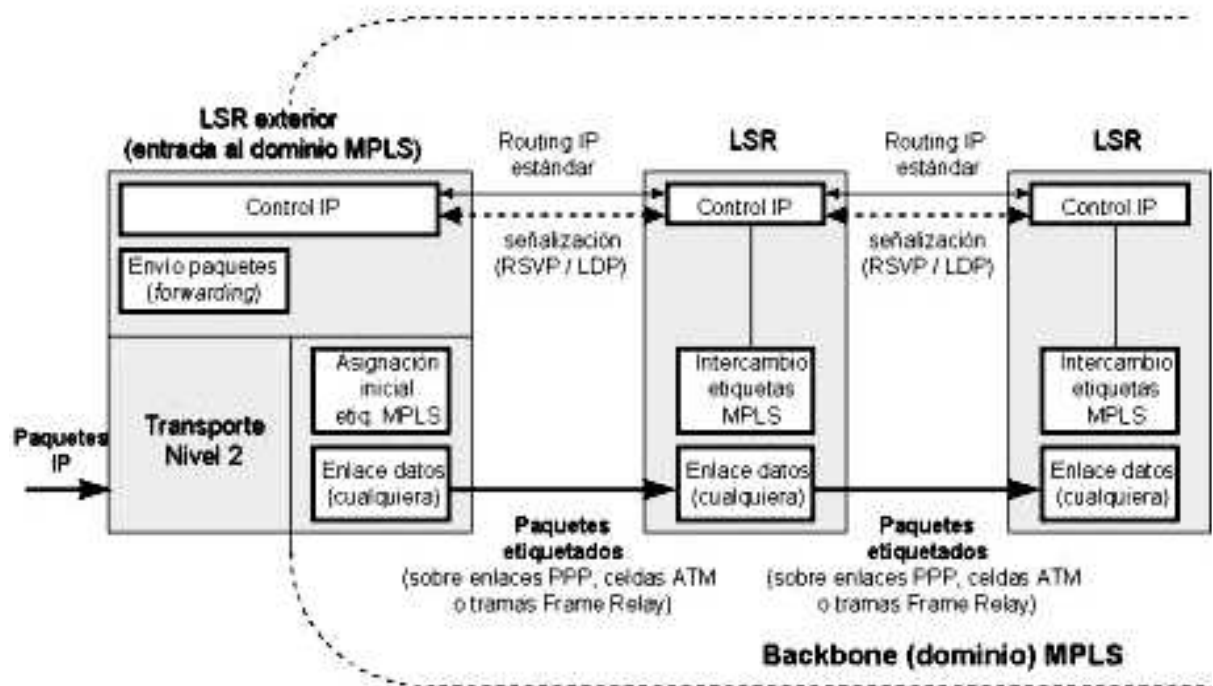 LSR exterior
(entrada al dominio MPLS)
Routing IP
estándar
LSR
Routing IP
estándar
LSR
Control IP
Control IP
Control IP
señalización
(RSVP / LDP)
señalización
(RSVP / LDP)
Envío paquetes
(forwarding)
Asignación
inicial
etiq. MPLS
Intercambio
etiquetas
MPLS
Intercambio
etiquetas
MPLS
Paquetes
IP
Transporte
Nivel 2
Enlace datos
(cualquiera)
Enlace datos
(cualquiera)
Enlace datos
(cualquiera)
Paquetes
etiquetados
(sobre enlaces PPP, celdas ATM
o tramas Frame Relay)
Paquetes
etiquetados
(sobre enlaces PPP, celdas ATM
o tramas Frame Relay)
Backbone (dominio) MPLS